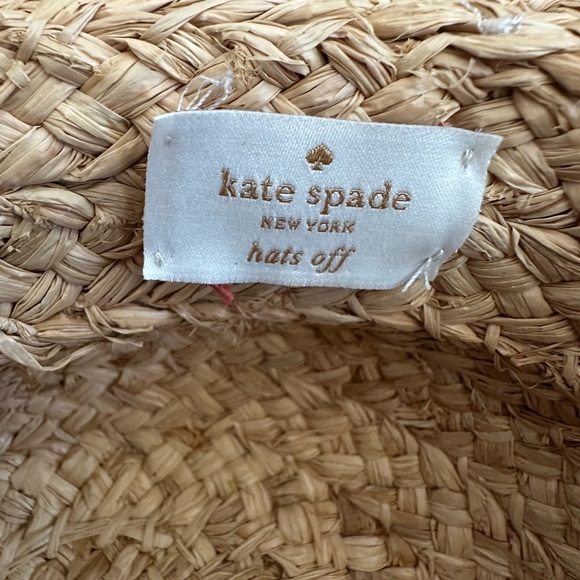 kate spade
NEW YORK
hats off